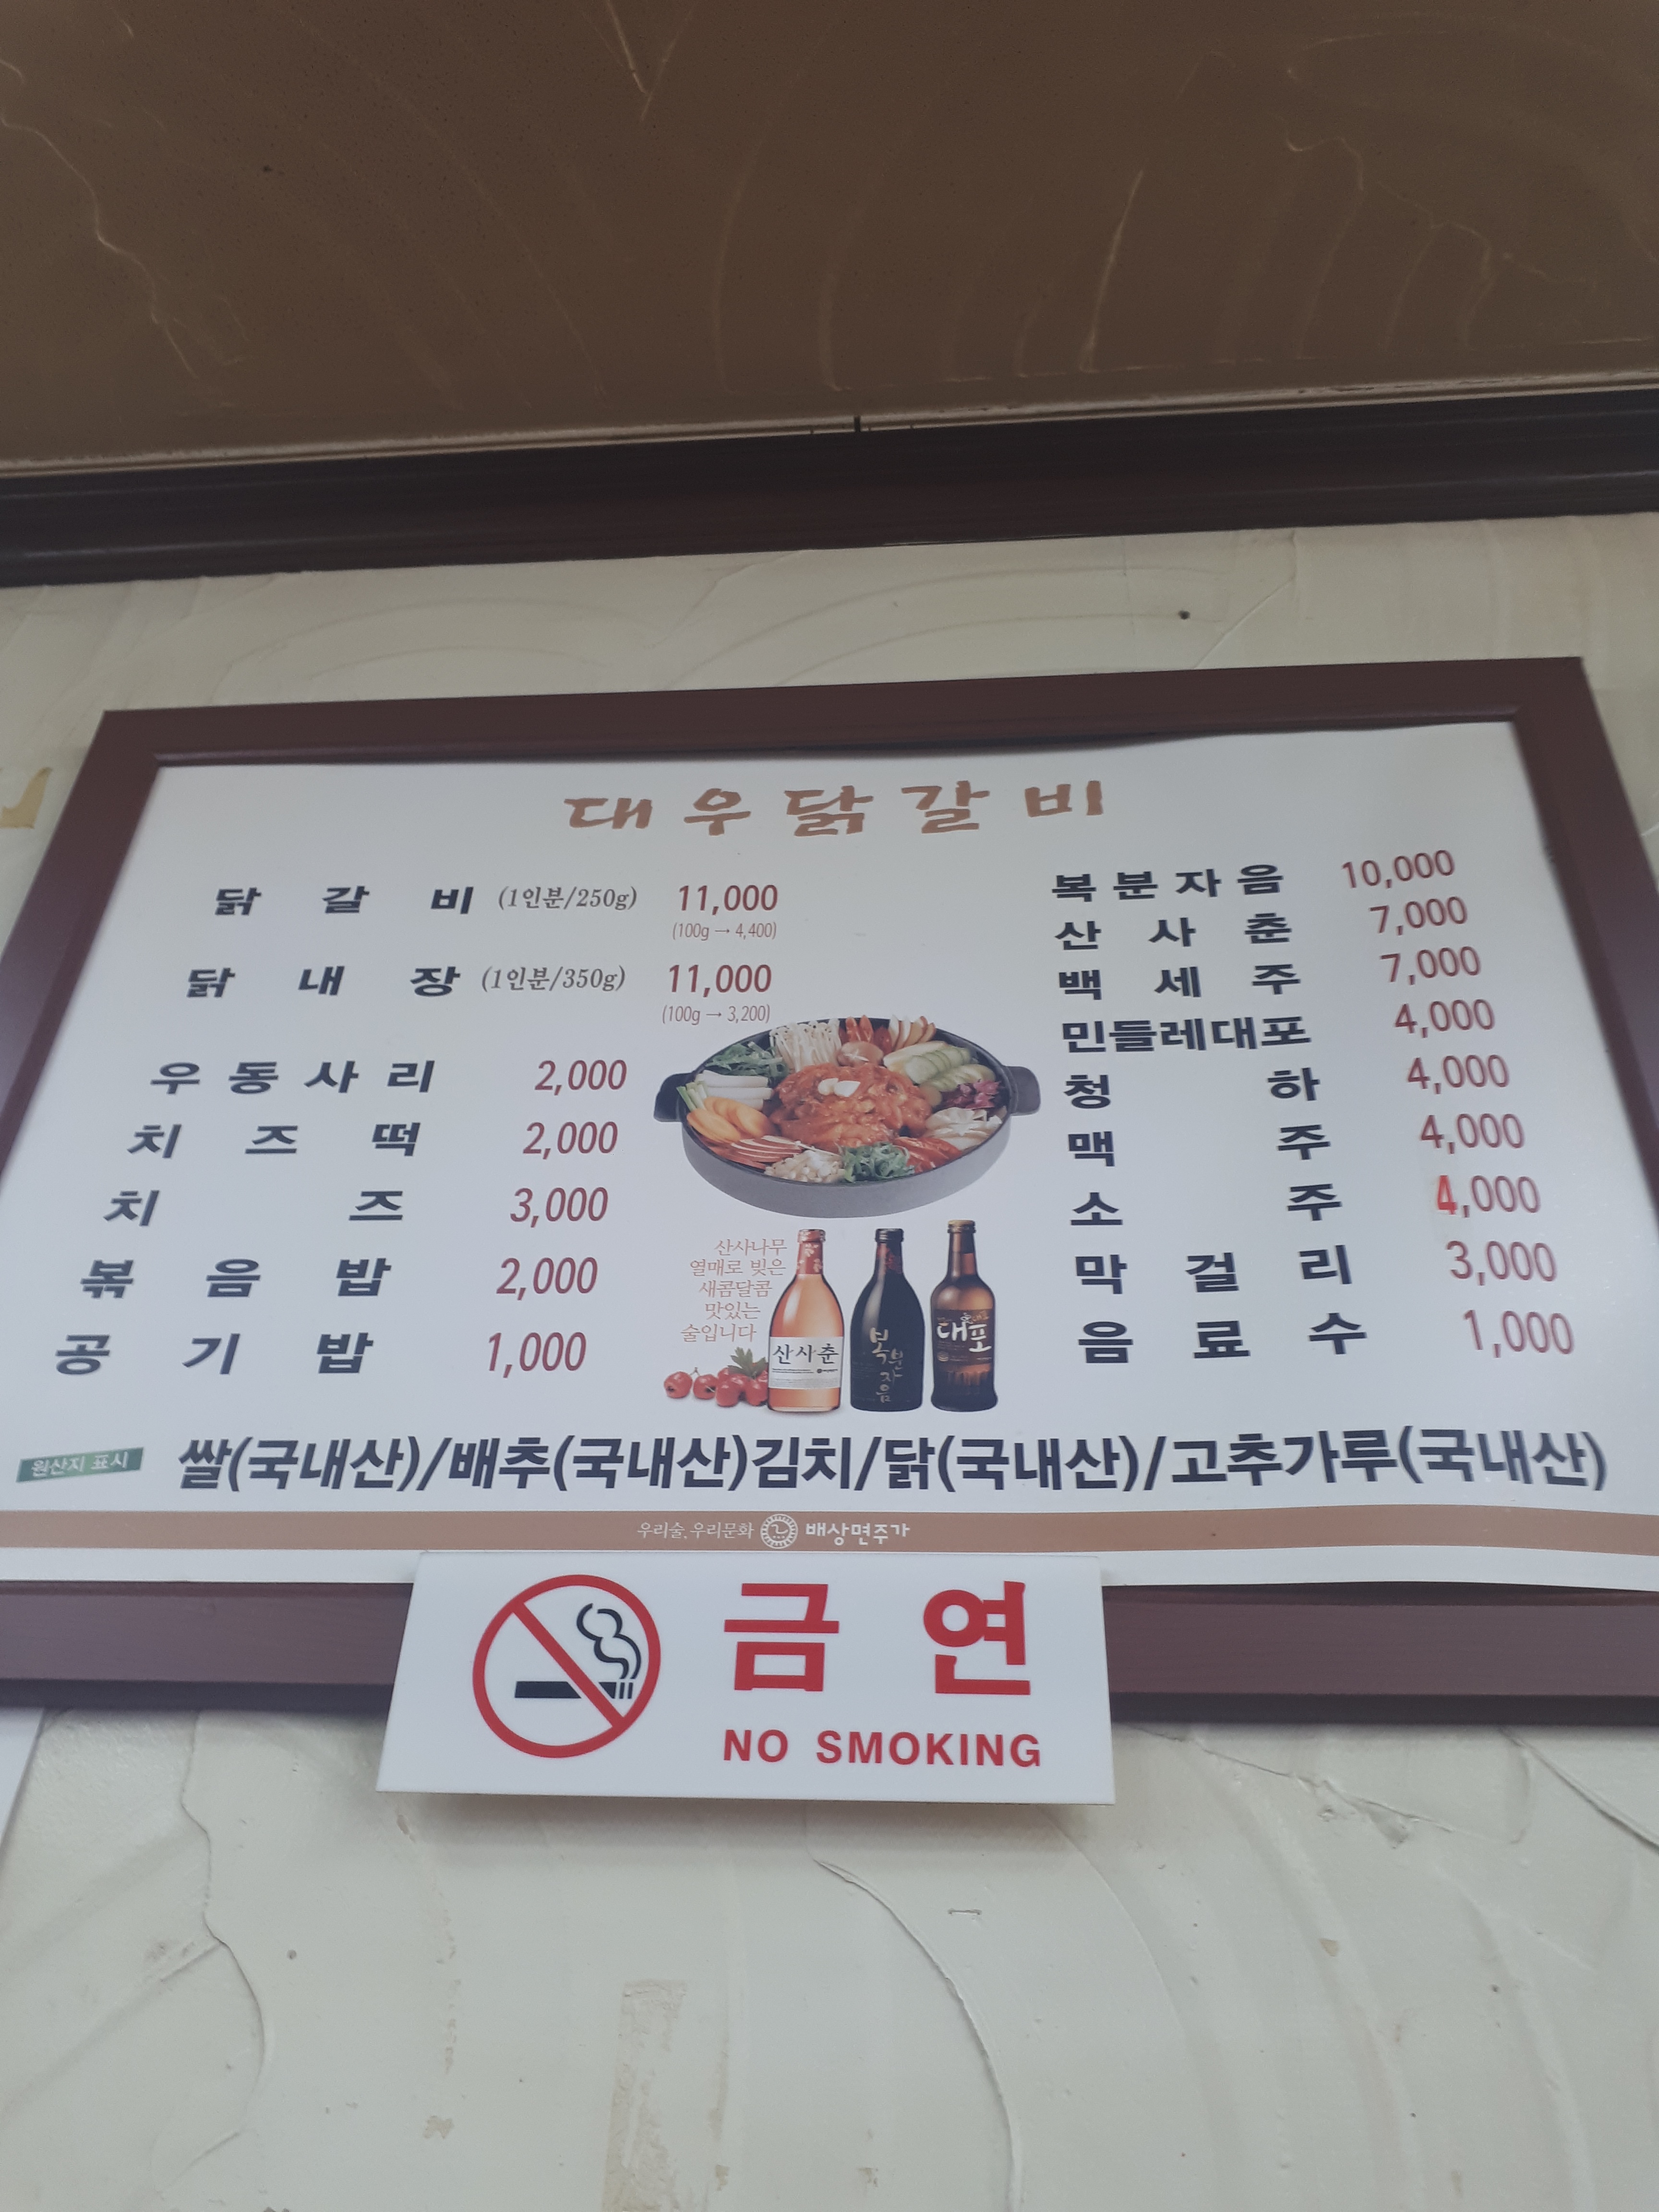 대우닭갈비
닭갈비 (1인분/250g) 11,000
(100g → 4,400)
닭내장 (1인분/350g) 11,000
(100g → 3,200)
우동사리 2,000
치즈떡 2,000
치즈 3,000
볶음밥 2,000
공기밥 1,000
복분자음 10,000
산사춘 7,000
백세주 7,000
민들레대포 4,000
청하 4,000
맥주 4,000
소주 4,000
막걸리 3,000
음료수 1,000
산사나무
열매로 빚은
새콤달콤
맛있는
술입니다
산사춘
복분자음
대포
원산지 표시 쌀(국내산)/배추(국내산)김치/닭(국내산)/고추가루(국내산)
우리술, 우리문화 배상면주가
금연
NO SMOKING